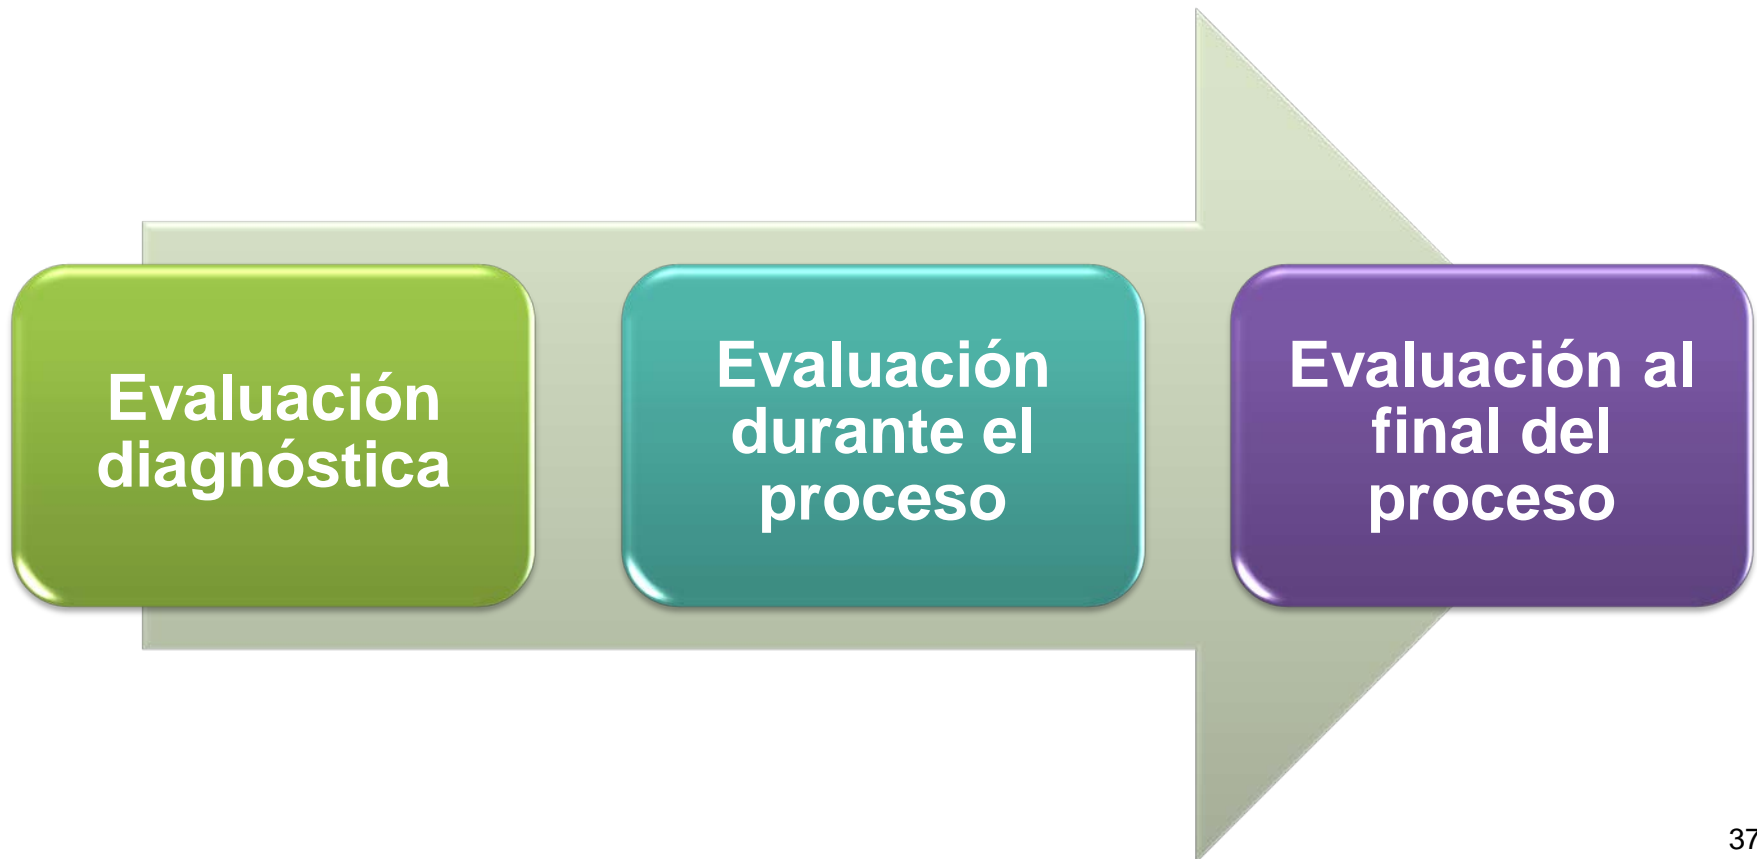 Evaluación
diagnóstica
Evaluación
durante el
proceso
Evaluación al
final del
proceso
37